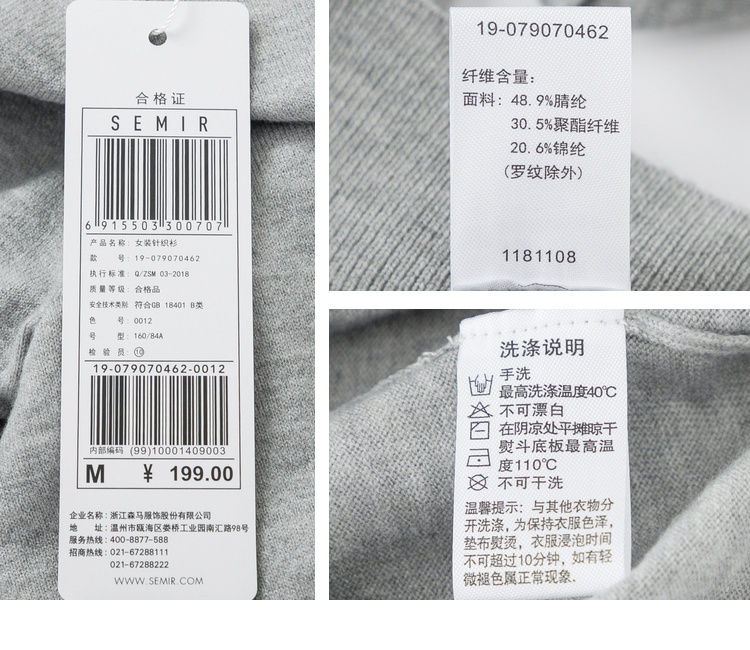 合格证
SEMIR
6 915503 300707
产品名称: 女装针织衫
款 号: 19-079070462
执行标准: Q/ZSM 03-2018
质量等级: 合格品
安全技术类别: 符合GB 18401 B类
色 号: 0012
号 型: 160/84A
检 验 员: ⑩
19-079070462-0012
内部编码 (99)10001409003
M ¥ 199.00
企业名称: 浙江森马服饰股份有限公司
地 址: 温州市瓯海区娄桥工业园南汇路98号
服务热线: 400-8877-588
招商热线: 021-67288111
021-67288222
WWW.SEMIR.COM
19-079070462
纤维含量:
面料: 48.9%腈纶
30.5%聚酯纤维
20.6%锦纶
(罗纹除外)
1181108
洗涤说明
手洗
最高洗涤温度40℃
不可漂白
在阴凉处平摊晾干
熨斗底板最高温
度110℃
不可干洗
温馨提示: 与其他衣物分
开洗涤, 为保持衣服色泽,
垫布熨烫, 衣服浸泡时间
不可超过10分钟, 如有轻
微褪色属正常现象.